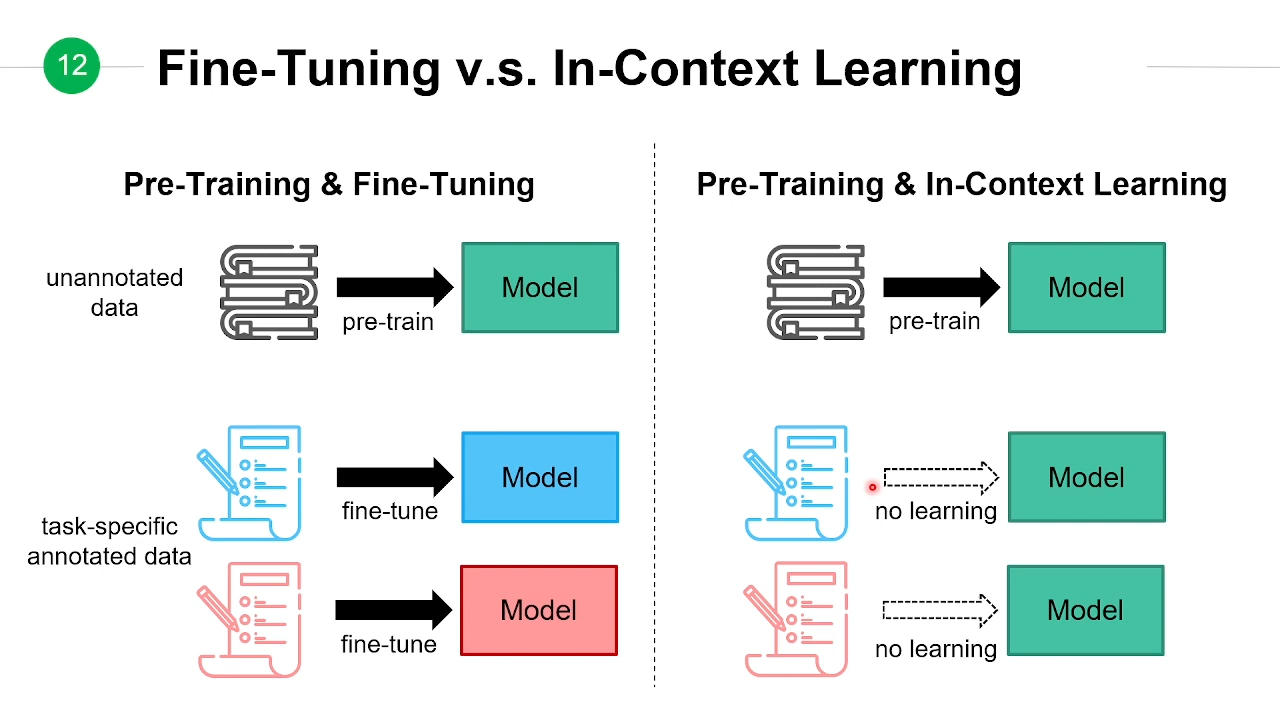 12
Fine-Tuning v.s. In-Context Learning
Pre-Training & Fine-Tuning
unannotated
data
pre-train
Model
task-specific
annotated data
fine-tune
Model
fine-tune
Model
Pre-Training & In-Context Learning
pre-train
Model
no learning
Model
no learning
Model